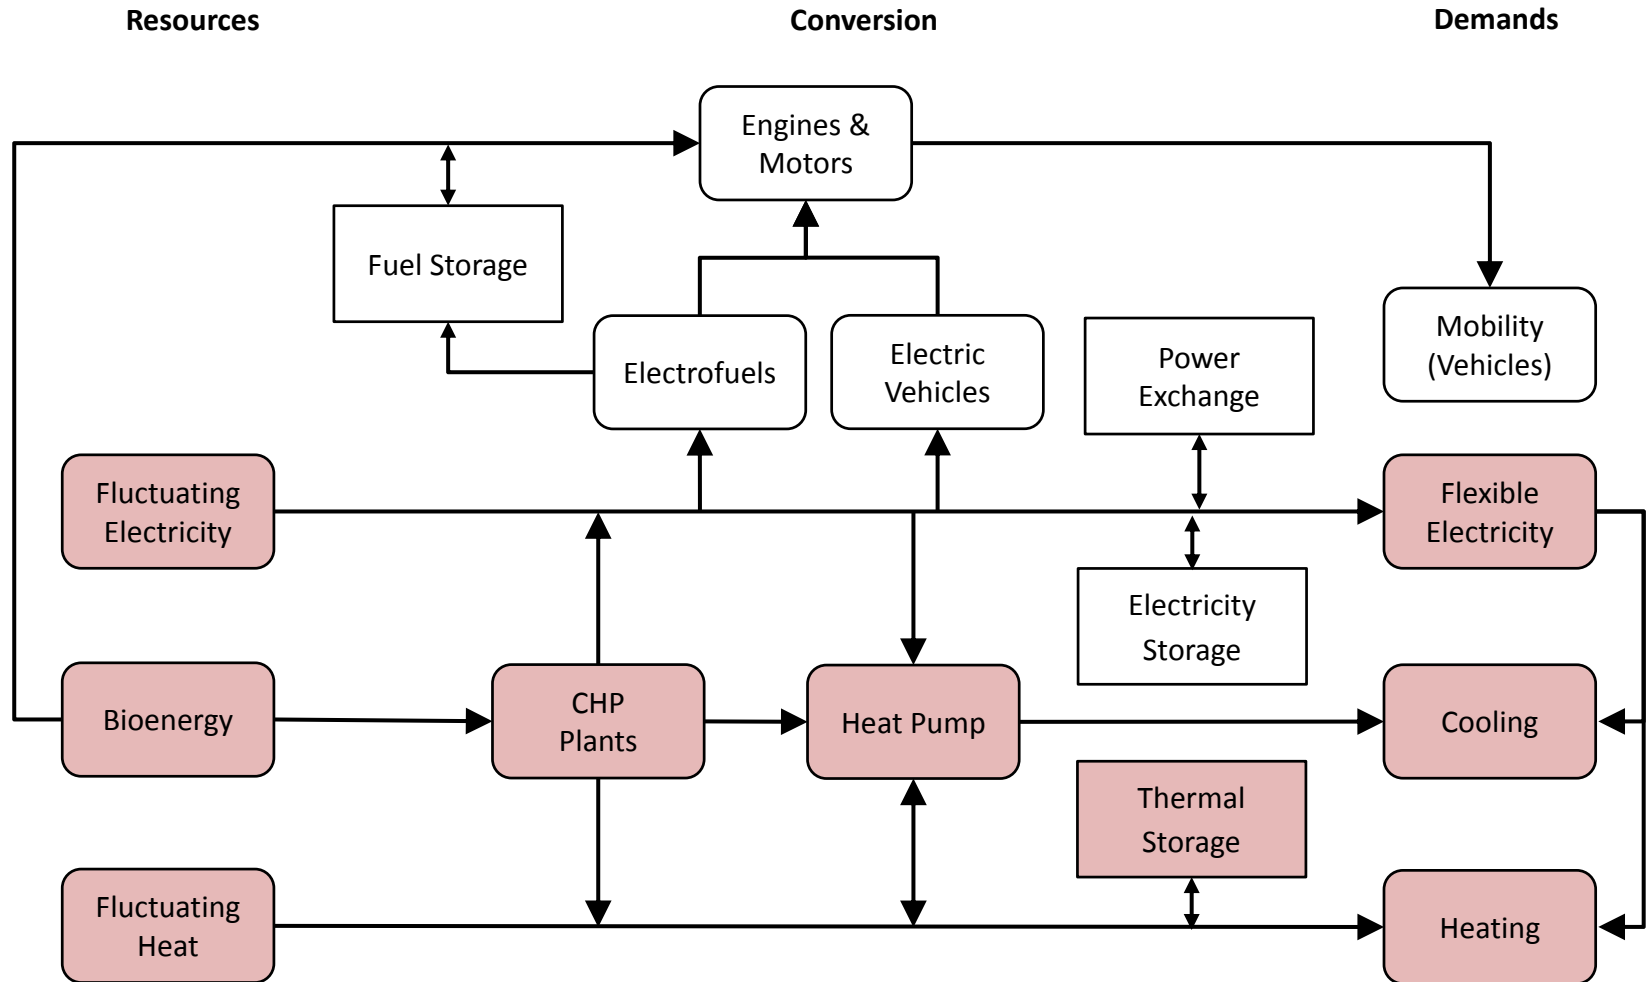 Resources
Conversion
Demands
Engines &
Motors
Fuel Storage
Electrofuels
Electric
Vehicles
Power
Exchange
Mobility
(Vehicles)
Fluctuating
Electricity
Flexible
Electricity
Electricity
Storage
Bioenergy
CHP
Plants
Heat Pump
Cooling
Thermal
Storage
Fluctuating
Heat
Heating